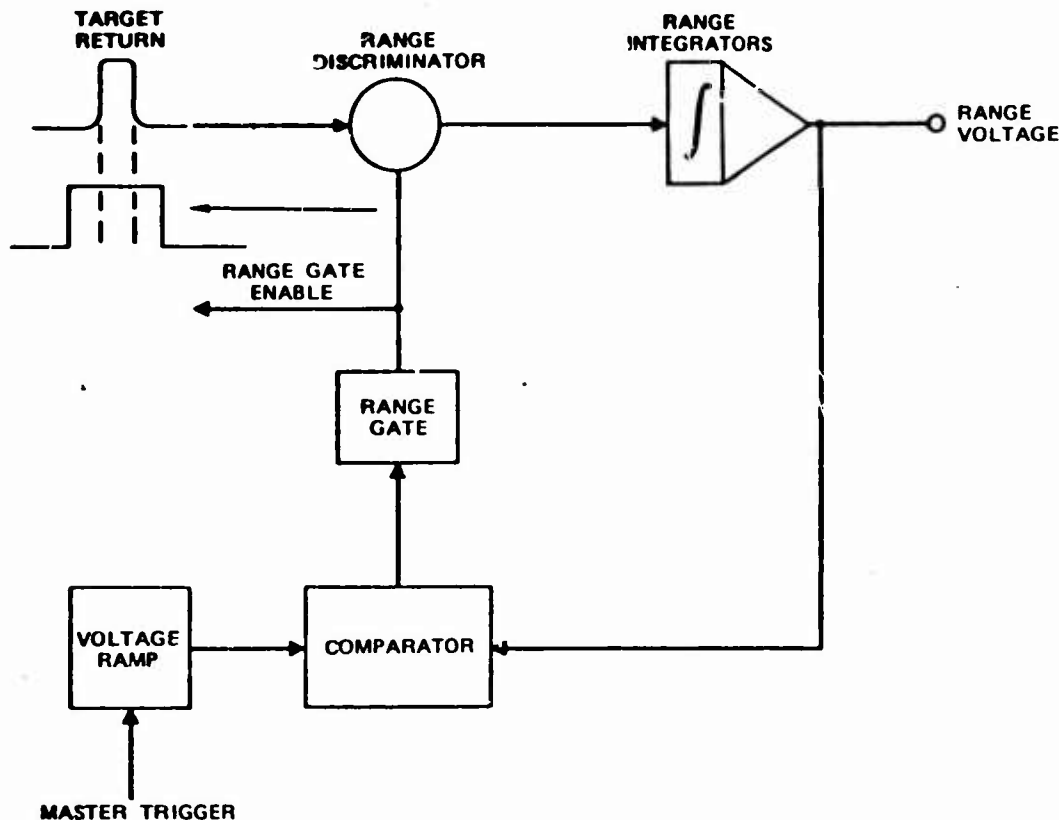 TARGET
RETURN
RANGE
DISCRIMINATOR
RANGE
INTEGRATORS
∫
RANGE
VOLTAGE
RANGE GATE
ENABLE
RANGE
GATE
VOLTAGE
RAMP
COMPARATOR
MASTER TRIGGER